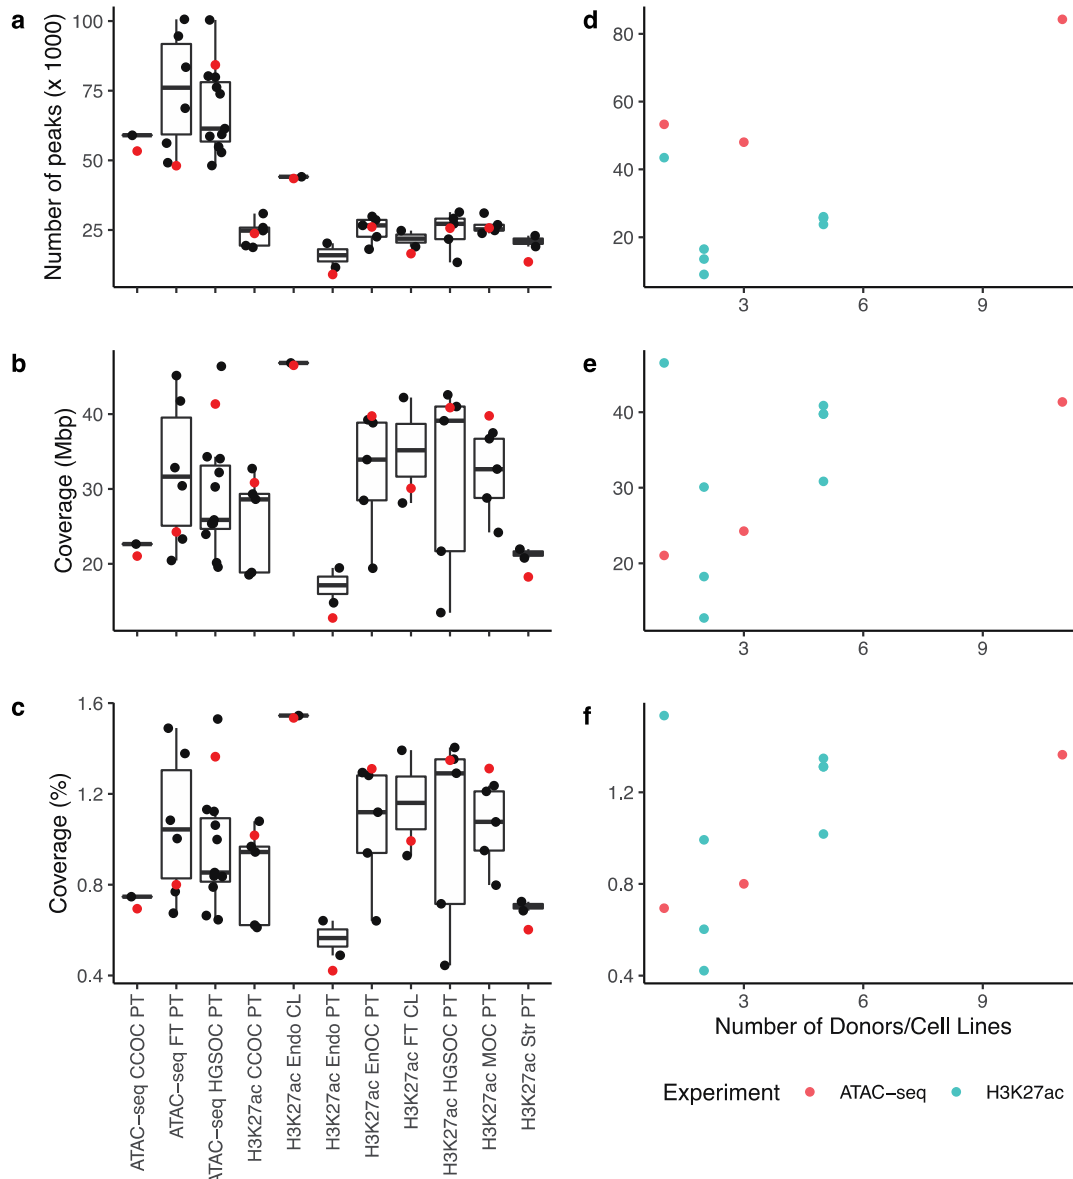 a
Number of peaks (x 1000)
100
75
50
25
b
Coverage (Mbp)
40
30
20
c
Coverage (%)
1.6
1.2
0.8
0.4
ATAC−seq CCOC PT
ATAC−seq FT PT
ATAC−seq HGSOC PT
H3K27ac CCOC PT
H3K27ac Endo CL
H3K27ac Endo PT
H3K27ac EnOC PT
H3K27ac FT CL
H3K27ac HGSOC PT
H3K27ac MOC PT
H3K27ac Str PT
d
80
60
40
20
3 6 9
e
40
30
20
3 6 9
f
1.2
0.8
0.4
3 6 9
Number of Donors/Cell Lines
Experiment ATAC−seq H3K27ac